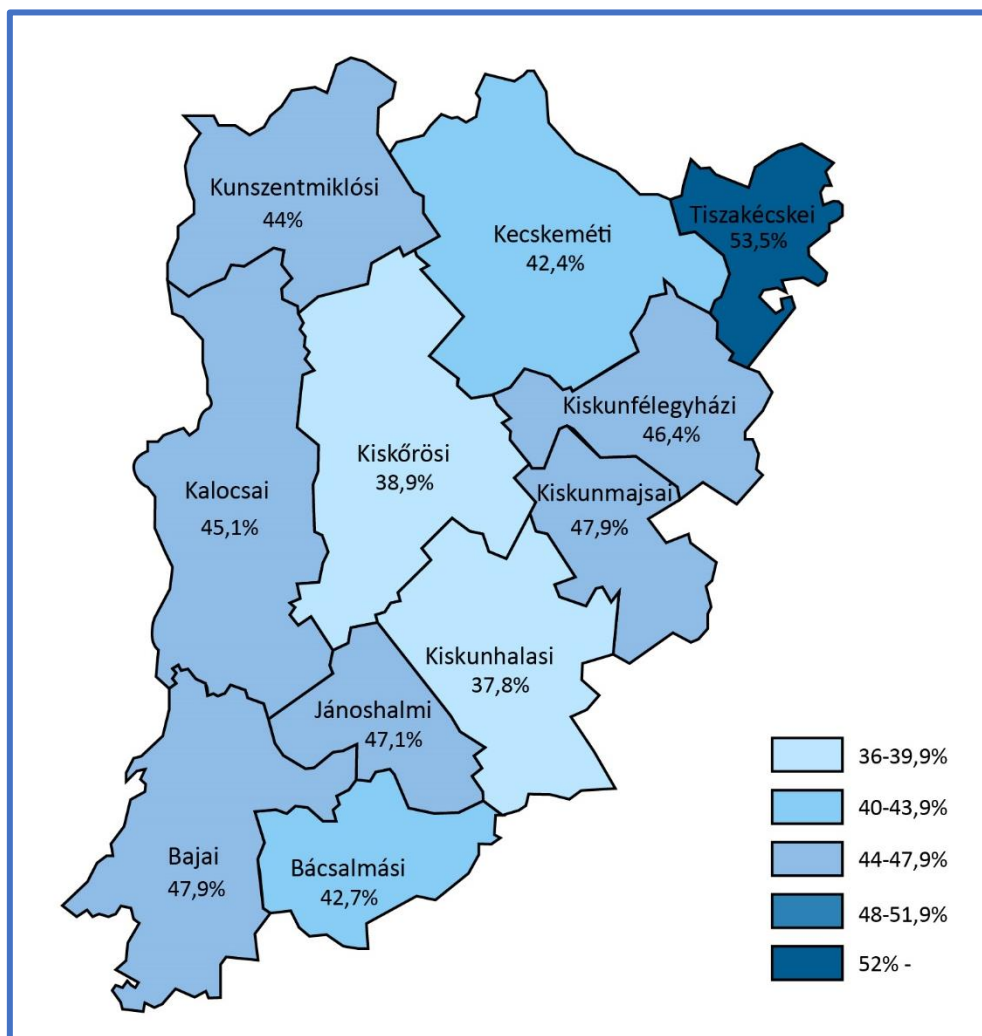 Kunszentmiklósi
44%
Kecskeméti
42,4%
Tiszakécskei
53,5%
Kiskunfélegyházi
46,4%
Kiskőrösi
38,9%
Kalocsai
45,1%
Kiskunmajsai
47,9%
Kiskunhalasi
37,8%
Jánoshalmi
47,1%
Bajai
47,9%
Bácsalmási
42,7%
36-39,9%
40-43,9%
44-47,9%
48-51,9%
52% -